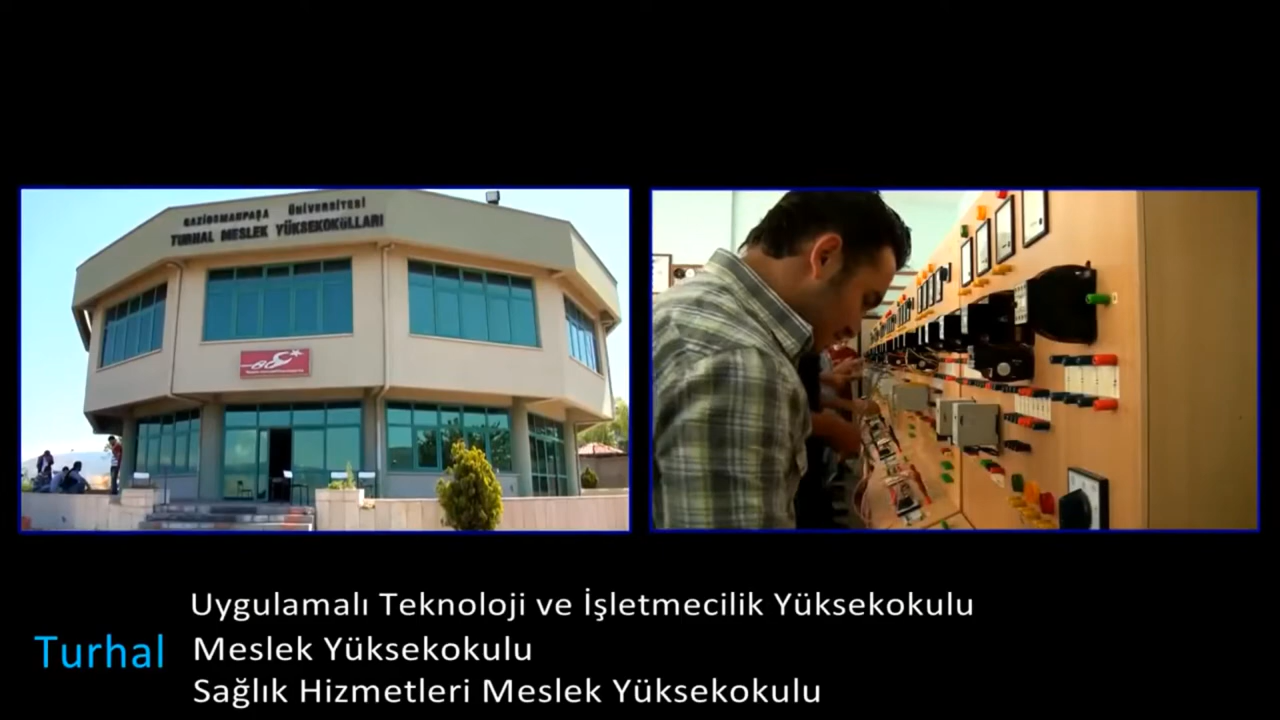 GAZİOSMANPAŞA ÜNİVERSİTESİ
TURHAL MESLEK YÜKSEKOKULLARI
Uygulamalı Teknoloji ve İşletmecilik Yüksekokulu
Turhal
Meslek Yüksekokulu
Sağlık Hizmetleri Meslek Yüksekokulu